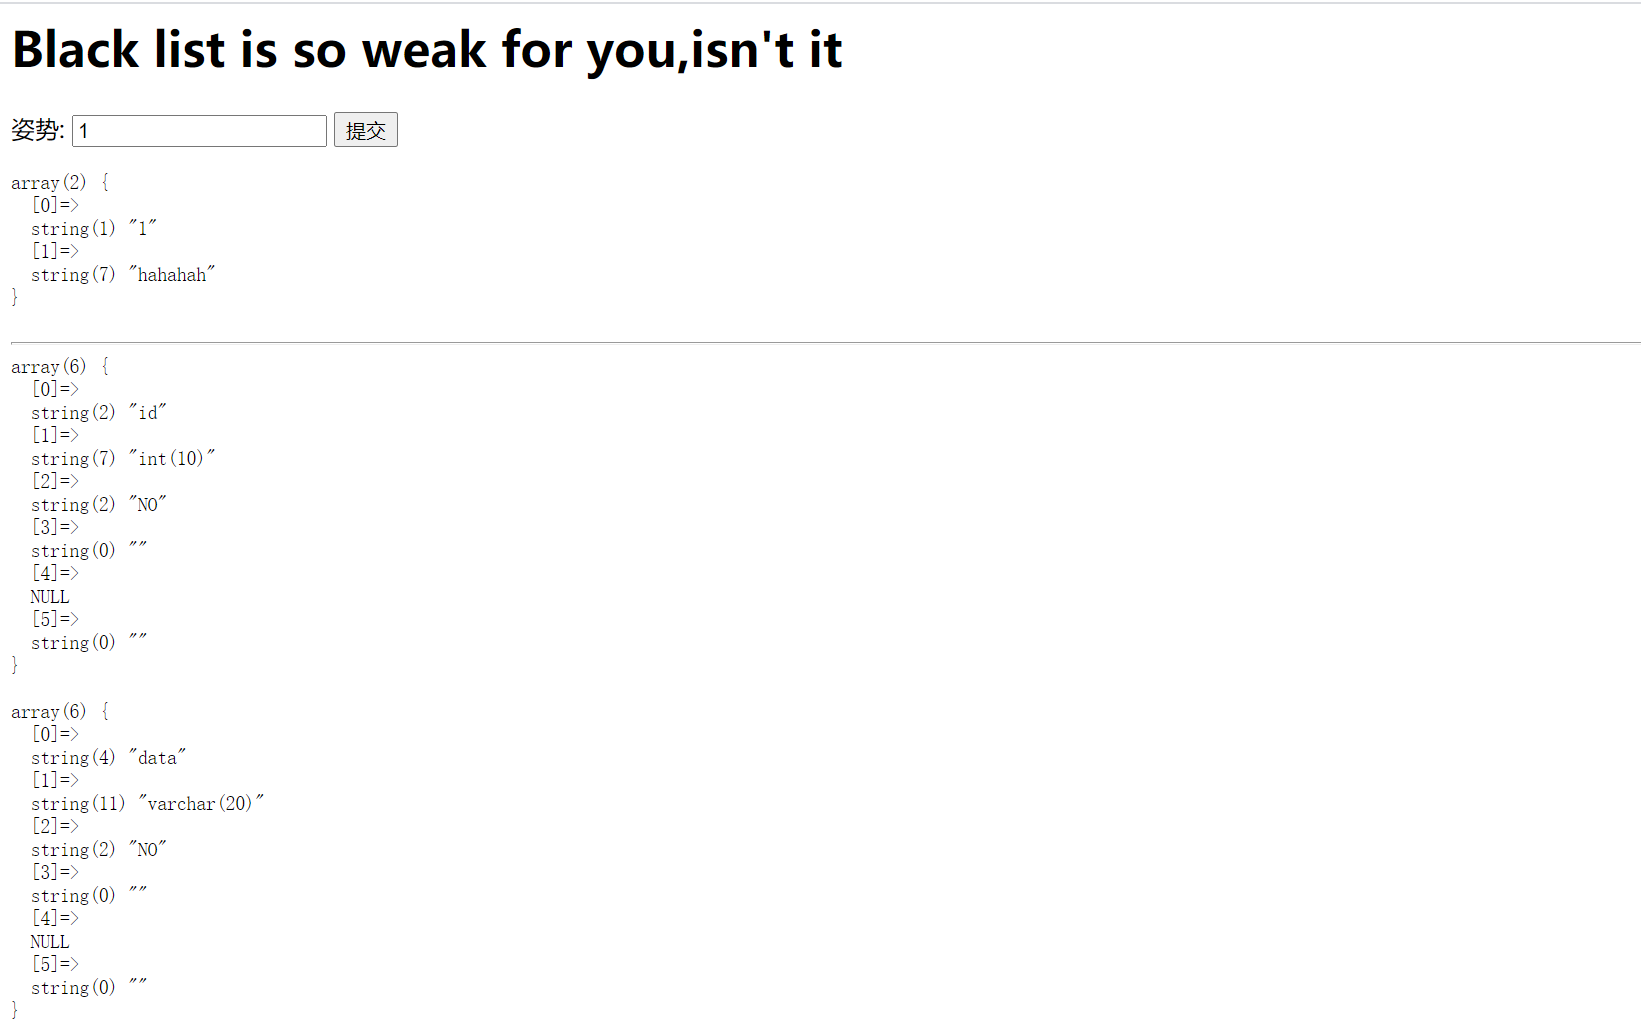 Black list is so weak for you,isn't it
姿势: 1 提交
array(2) {
  [0]=>
  string(1) "1"
  [1]=>
  string(7) "hahahah"
}
array(6) {
  [0]=>
  string(2) "id"
  [1]=>
  string(7) "int(10)"
  [2]=>
  string(2) "NO"
  [3]=>
  string(0) ""
  [4]=>
  NULL
  [5]=>
  string(0) ""
}
array(6) {
  [0]=>
  string(4) "data"
  [1]=>
  string(11) "varchar(20)"
  [2]=>
  string(2) "NO"
  [3]=>
  string(0) ""
  [4]=>
  NULL
  [5]=>
  string(0) ""
}